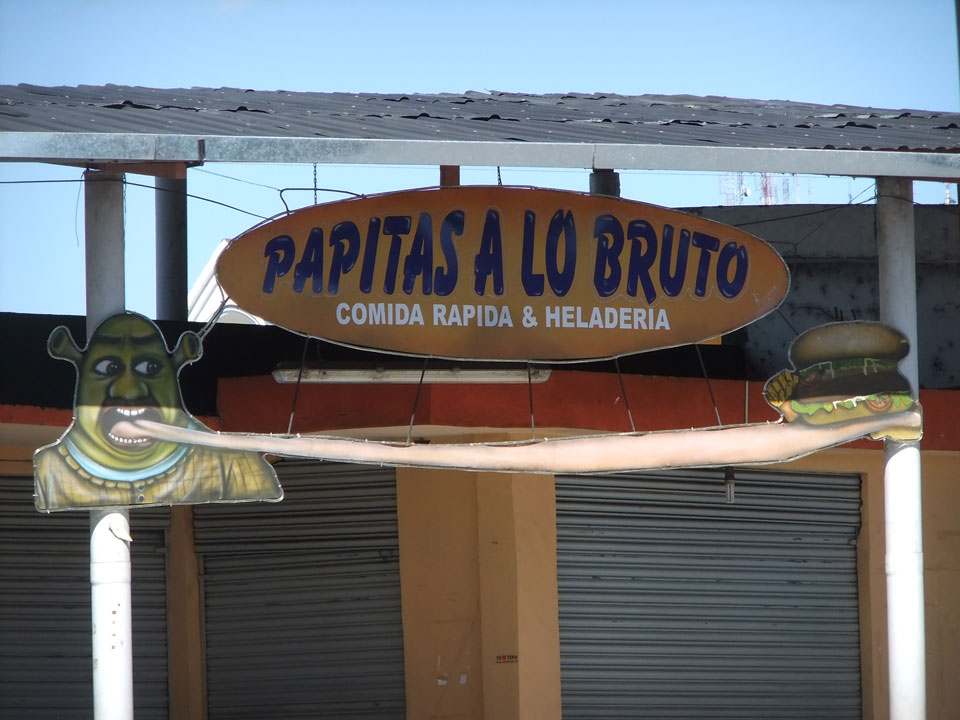 PAPITAS A LO BRUTO
COMIDA RAPIDA & HELADERIA